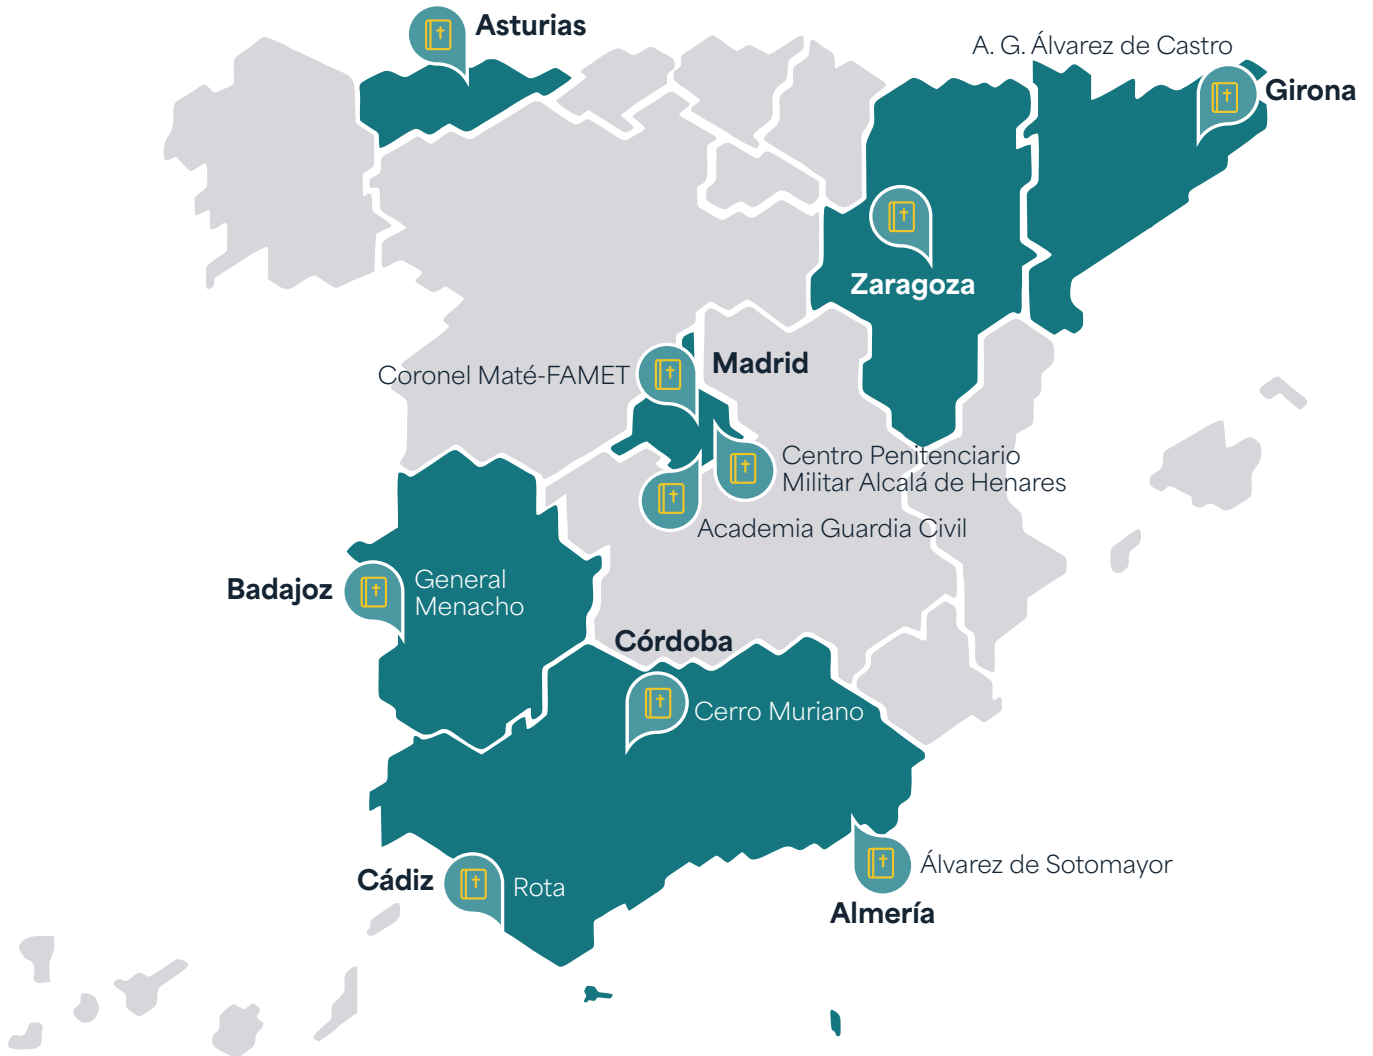 Asturias
A. G. Álvarez de Castro
Girona
Zaragoza
Madrid
Coronel Maté-FAMET
Centro Penitenciario
Militar Alcalá de Henares
Academia Guardia Civil
Badajoz
General
Menacho
Córdoba
Cerro Muriano
Cádiz
Rota
Álvarez de Sotomayor
Almería